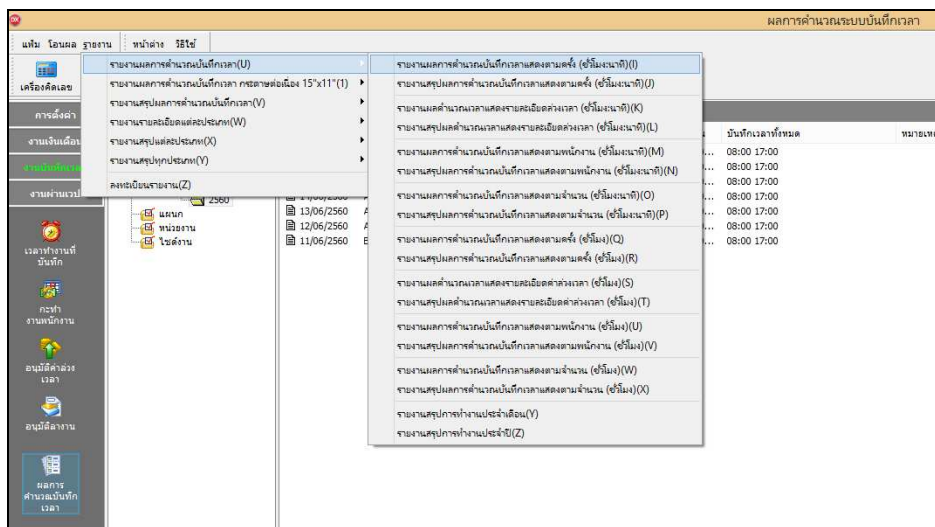 ผลการคำนวณระบบบันทึกเวลา
แฟ้ม โอนผล รายงาน หน้าต่าง วิธีใช้
เครื่องคิดเลข
รายงานผลการคำนวณบันทึกเวลา(U)
รายงานผลการคำนวณบันทึกเวลา กระดาษต่อเนื่อง 15"x11"(1)
รายงานสรุปผลการคำนวณบันทึกเวลา(V)
รายงานรายละเอียดแต่ละประเภท(W)
รายงานสรุปแต่ละประเภท(X)
รายงานสรุปทุกประเภท(Y)
ลงทะเบียนรายงาน(Z)
รายงานผลการคำนวณบันทึกเวลาแสดงตามครั้ง (ชั่วโมง:นาที)(I)
รายงานสรุปผลการคำนวณบันทึกเวลาแสดงตามครั้ง (ชั่วโมง:นาที)(J)
รายงานผลคำนวณเวลาแสดงรายละเอียดล่วงเวลา (ชั่วโมง:นาที)(K)
รายงานสรุปผลคำนวณเวลาแสดงรายละเอียดล่วงเวลา (ชั่วโมง:นาที)(L)
รายงานผลการคำนวณบันทึกเวลาแสดงตามพนักงาน (ชั่วโมง:นาที)(M)
รายงานสรุปผลการคำนวณบันทึกเวลาแสดงตามพนักงาน (ชั่วโมง:นาที)(N)
รายงานผลการคำนวณบันทึกเวลาแสดงตามจำนวน (ชั่วโมง:นาที)(O)
รายงานสรุปผลการคำนวณบันทึกเวลาแสดงตามจำนวน (ชั่วโมง:นาที)(P)
รายงานผลการคำนวณบันทึกเวลาแสดงตามครั้ง (ชั่วโมง)(Q)
รายงานสรุปผลการคำนวณบันทึกเวลาแสดงตามครั้ง (ชั่วโมง)(R)
รายงานผลคำนวณเวลาแสดงรายละเอียดค่าล่วงเวลา (ชั่วโมง)(S)
รายงานสรุปผลคำนวณเวลาแสดงรายละเอียดค่าล่วงเวลา (ชั่วโมง)(T)
รายงานผลการคำนวณบันทึกเวลาแสดงตามพนักงาน (ชั่วโมง)(U)
รายงานสรุปผลการคำนวณบันทึกเวลาแสดงตามพนักงาน (ชั่วโมง)(V)
รายงานผลการคำนวณบันทึกเวลาแสดงตามจำนวน (ชั่วโมง)(W)
รายงานสรุปผลการคำนวณบันทึกเวลาแสดงตามจำนวน (ชั่วโมง)(X)
รายงานสรุปการทำงานประจำเดือน(Y)
รายงานสรุปการทำงานประจำปี(Z)
บันทึกเวลาทั้งหมด หมายเหตุ
... 08:00 17:00
... 08:00 17:00
08:00 17:00
... 08:00 17:00
... 08:00 17:00
... 08:00 17:00
... 08:00 17:00
การตั้งค่า
งานเงินเดือน
งานบันทึกเวลา
งานผ่านเวป
2560
แผนก
หน่วยงาน
ไซต์งาน
13/06/2560 A
12/06/2560 A
11/06/2560 E
เวลาทำงานที่
บันทึก
กะทำ
งานพนักงาน
อนุมัติค่าล่วง
เวลา
อนุมัติลางาน
ผลการ
คำนวณบันทึก
เวลา